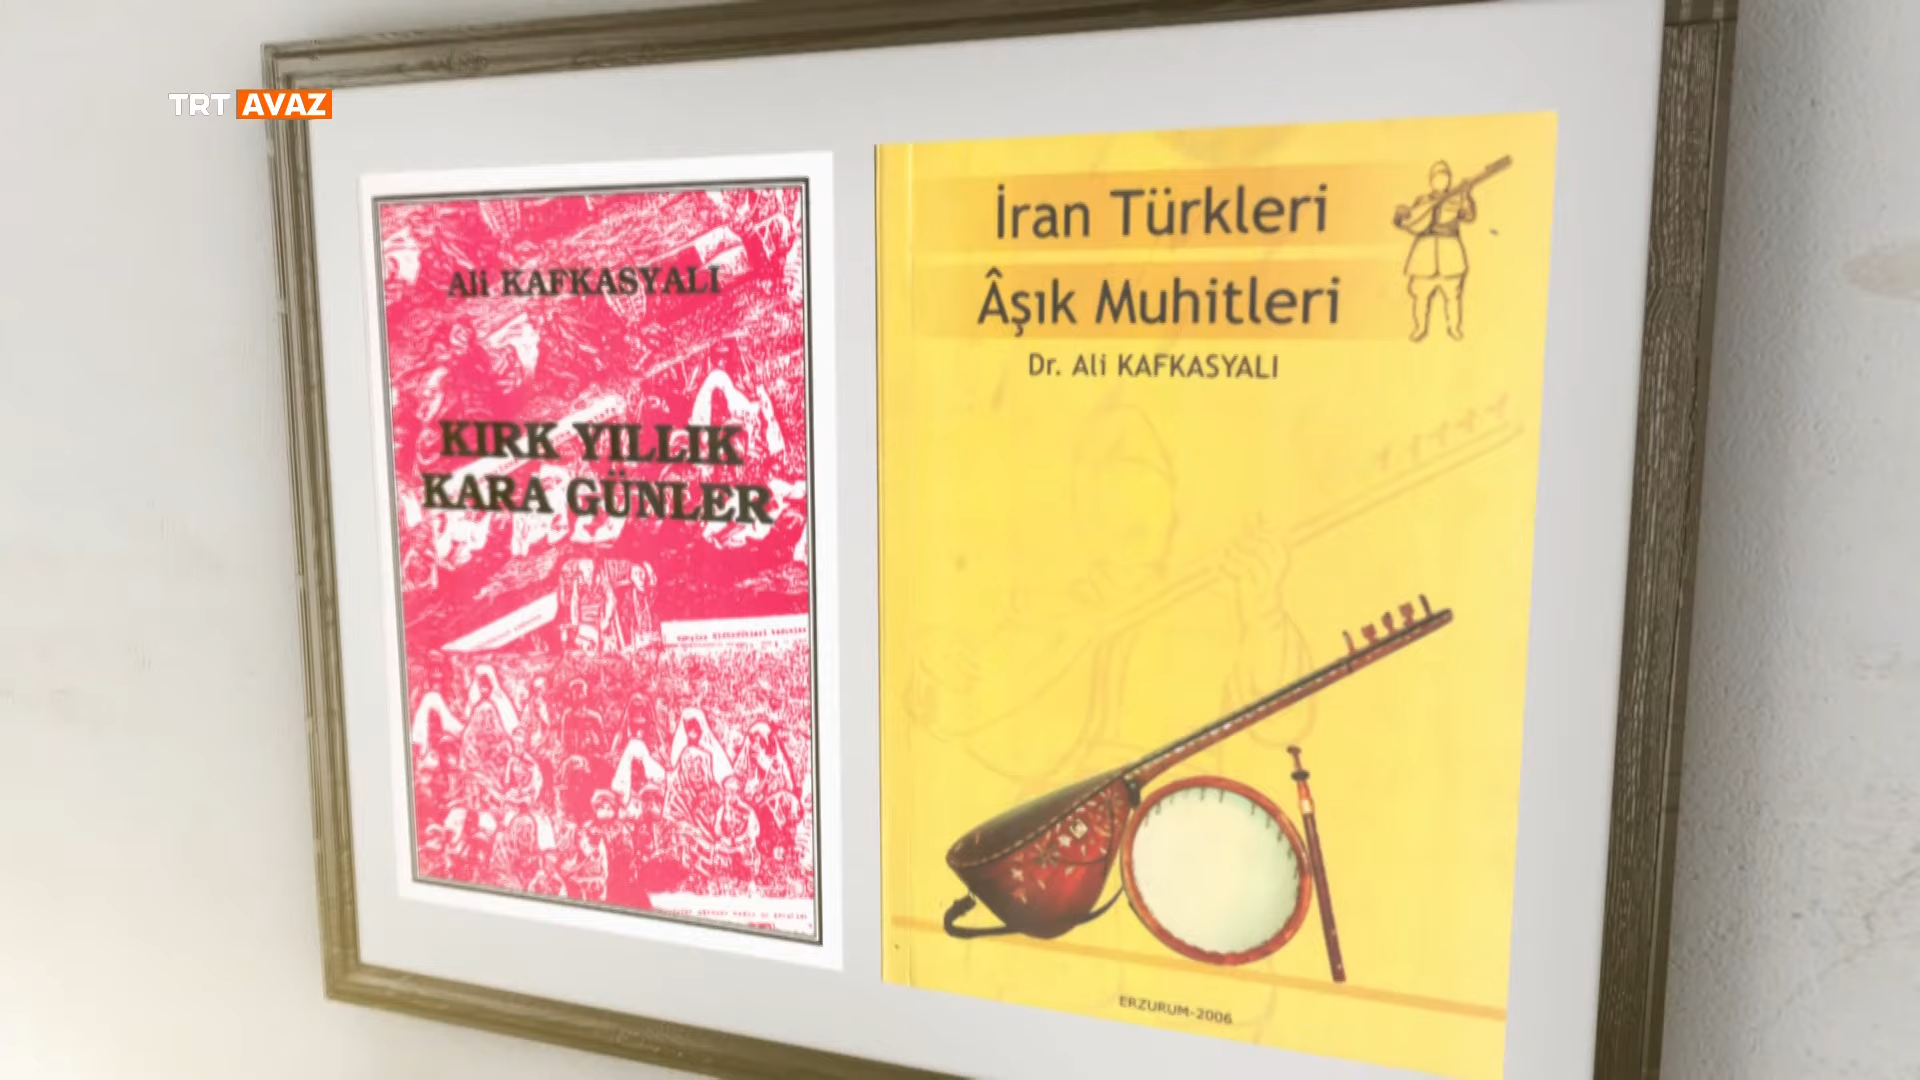 TRT AVAZ
Ali KAFKASYALI
KIRK YILLIK
KARA GÜNLER
İran Türkleri
Âşık Muhitleri
Dr. Ali KAFKASYALI
ERZURUM-2006